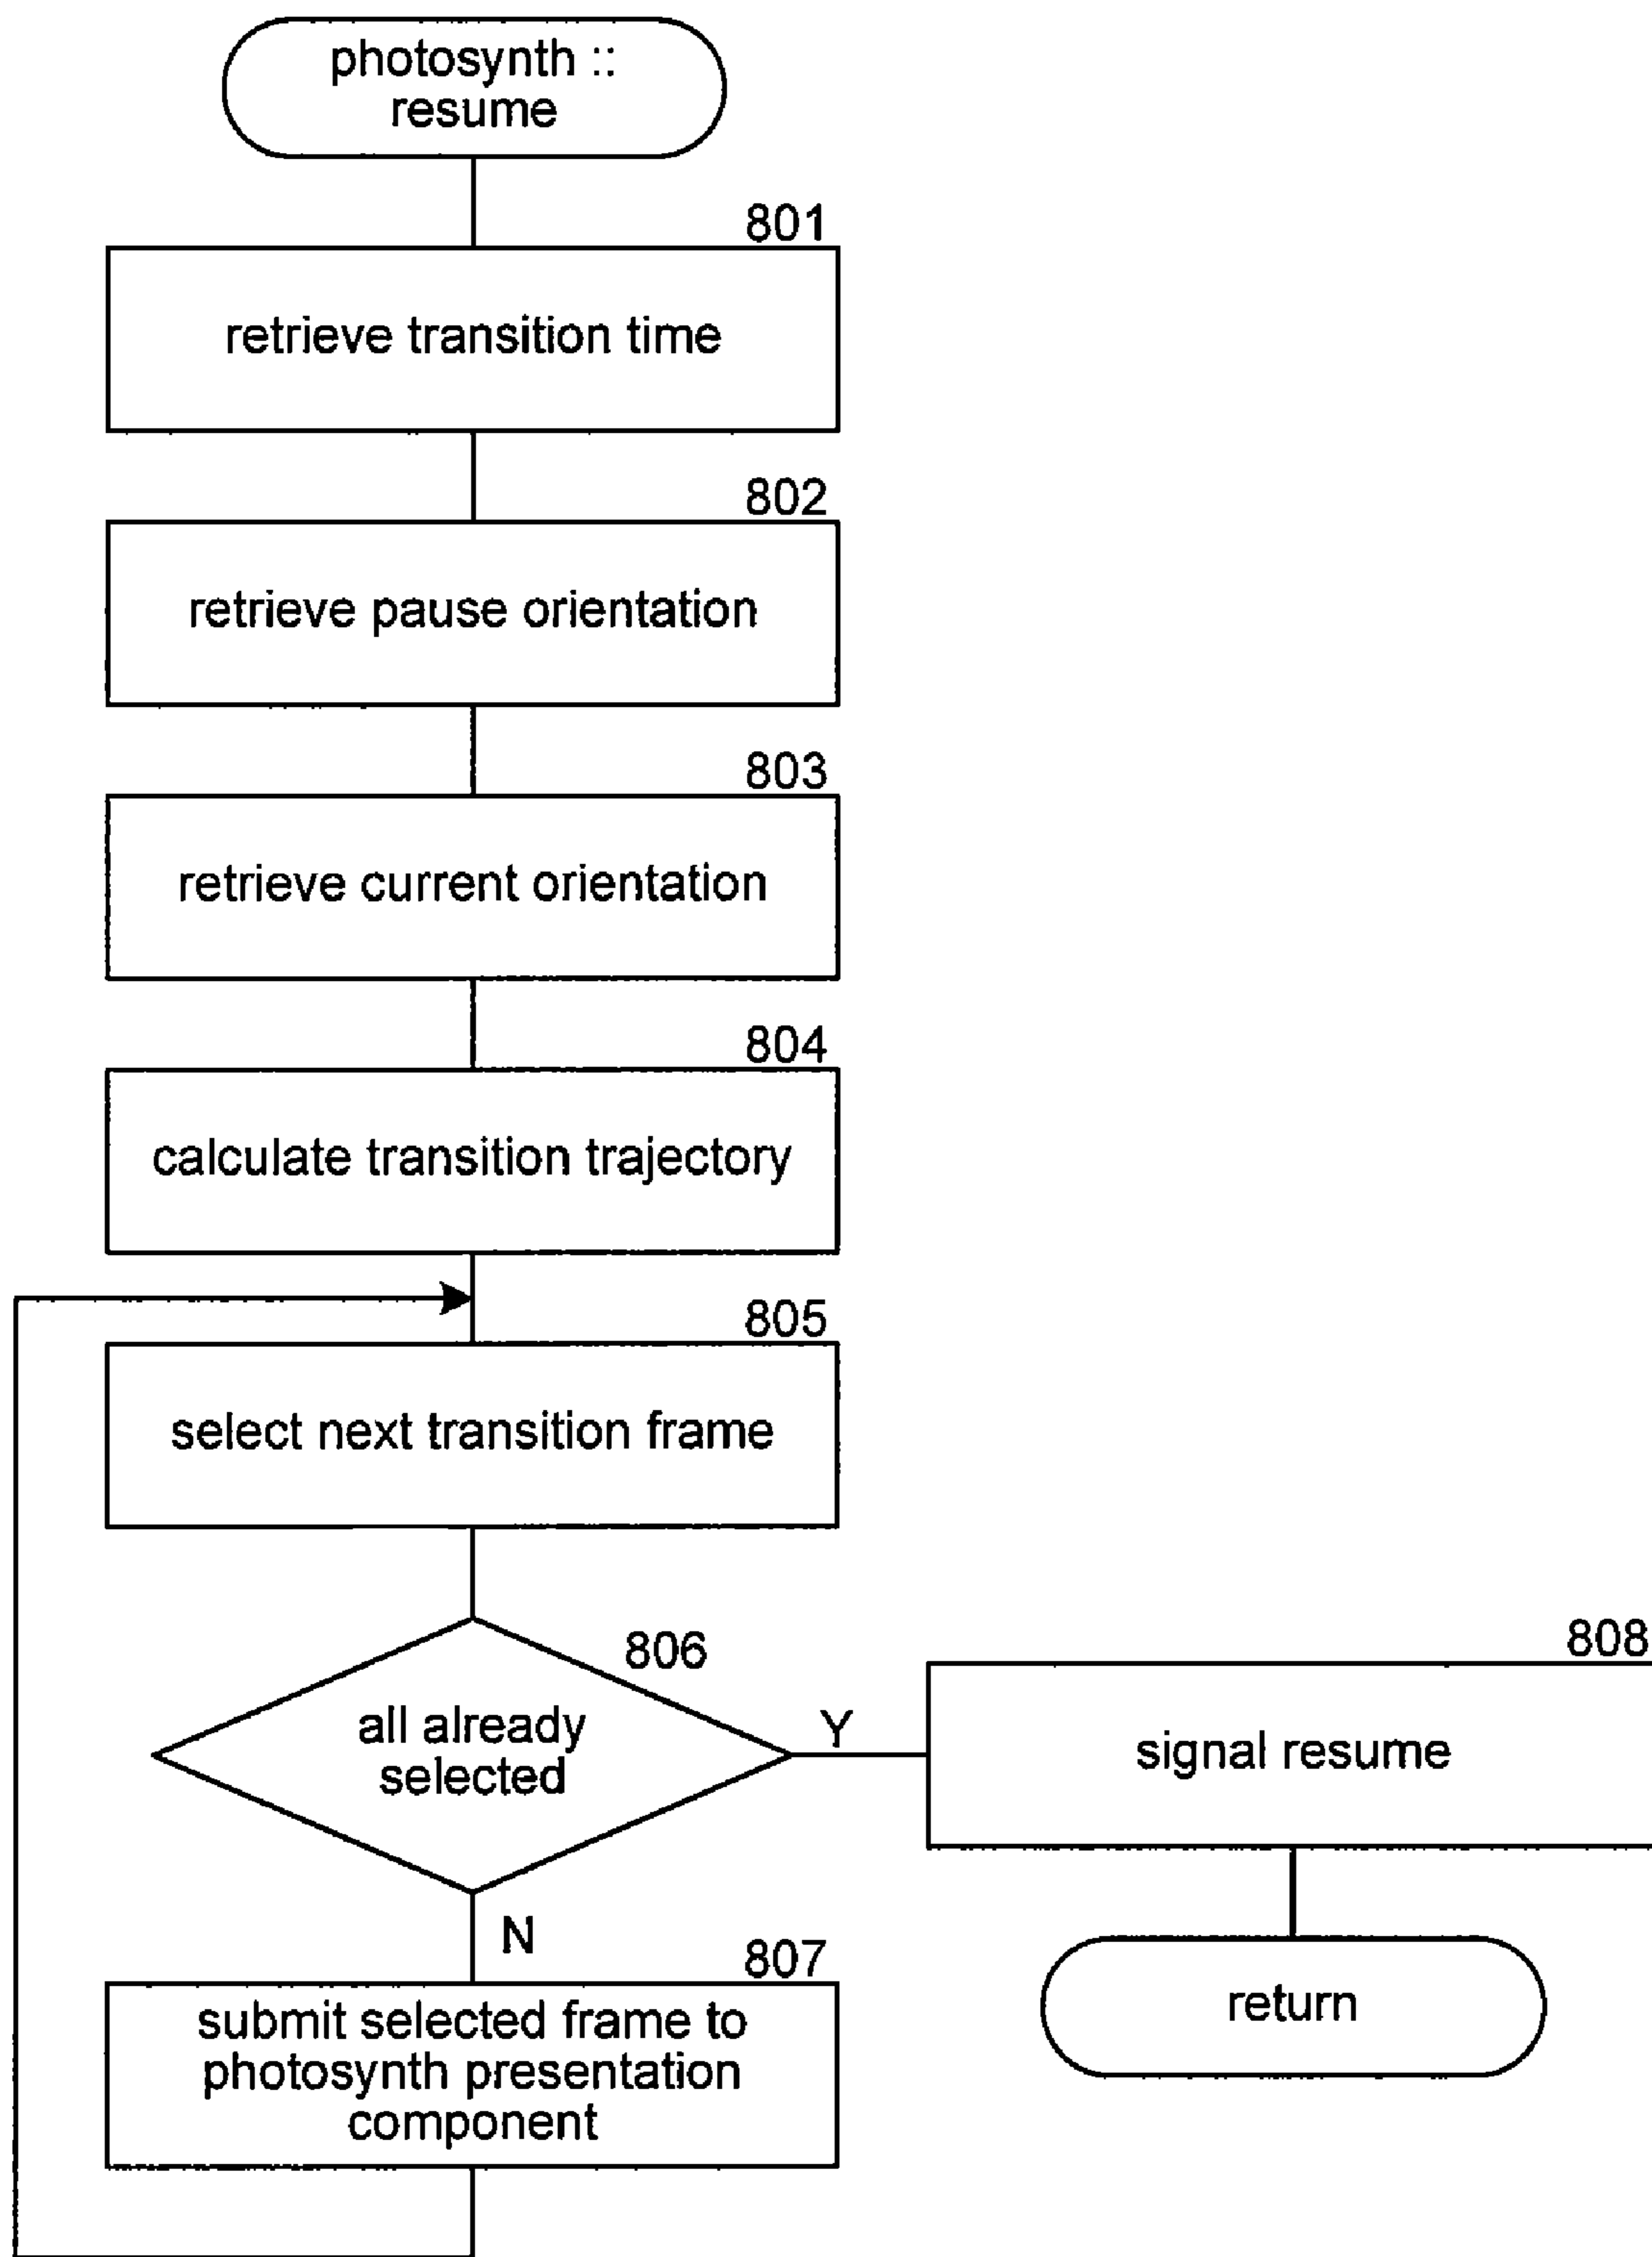 photosynth ::
resume
801
retrieve transition time
802
retrieve pause orientation
803
retrieve current orientation
804
calculate transition trajectory
805
select next transition frame
806
all already
selected
Y
808
signal resume
N
return
807
submit selected frame to
photosynth presentation
component